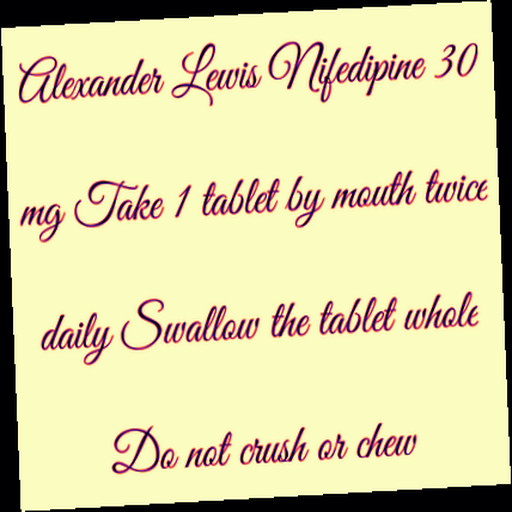 Alexander Lewis Nifedipine 30
mg Take 1 tablet by mouth twice
daily Swallow the tablet whole
Do not crush or chew